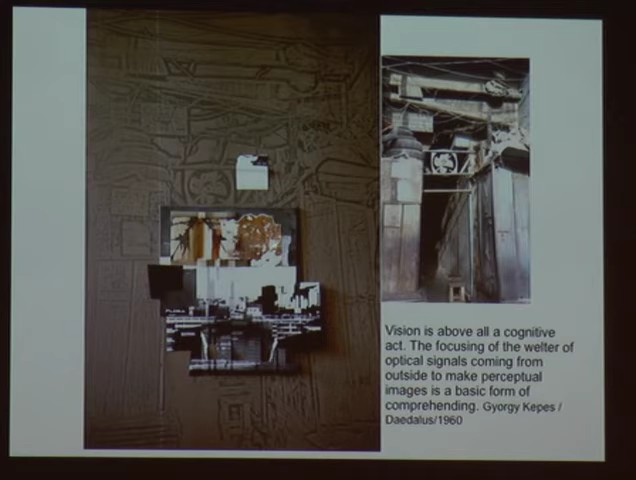 Vision is above all a cognitive
act. The focusing of the welter of
optical signals coming from
outside to make perceptual
images is a basic form of
comprehending. Gyorgy Kepes /
Daedalus/1960